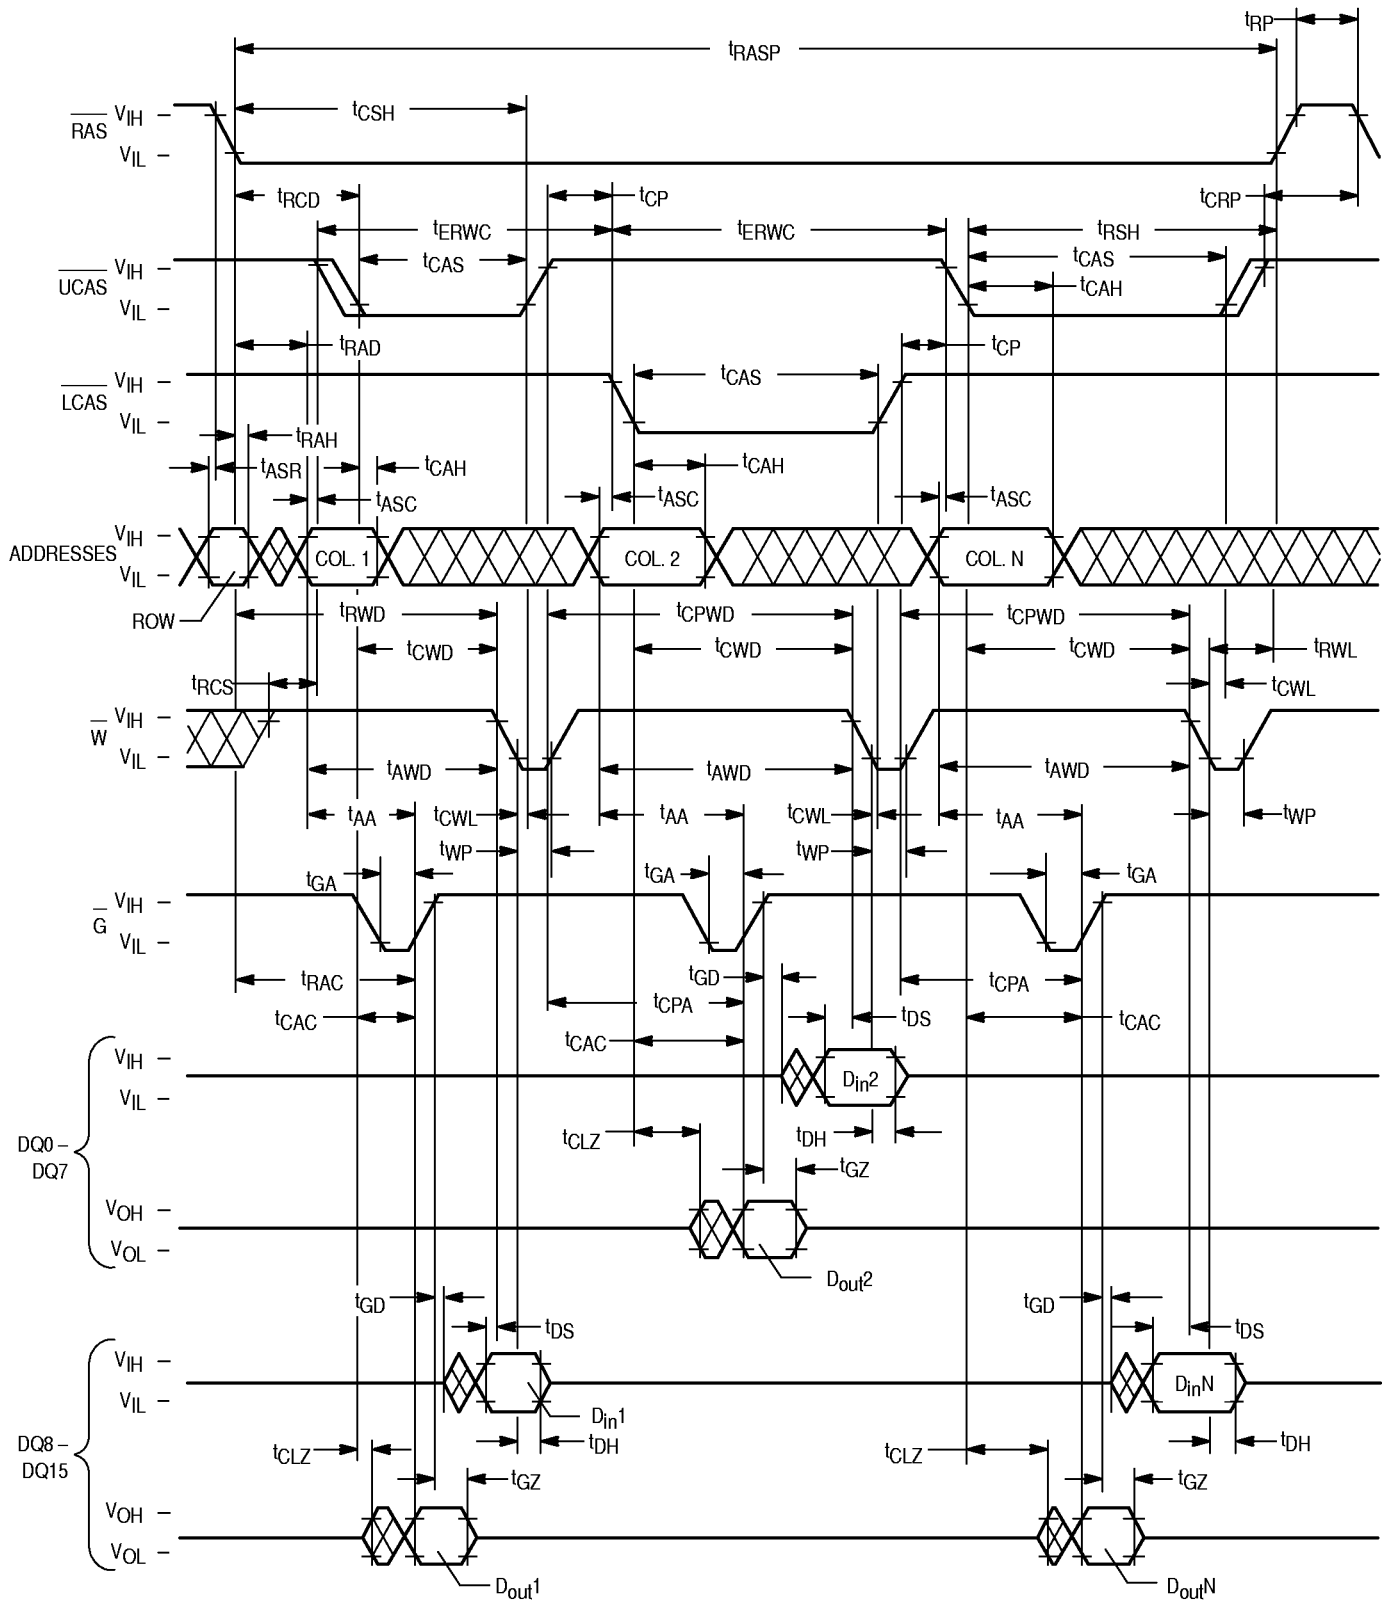 tRP
tRASP
tCSH
RAS VIH
VIL
tRCD tCP tCRP
tERWC tERWC tRSH
tCAS tCAS
UCAS VIH
tCAH
VIL
tRAD tCP
tCAS
LCAS VIH
VIL
tRAH
tASR tCAH tCAH
tASC tASC tASC
ADDRESSES VIH
VIL
COL. 1 COL. 2 COL. N
ROW
tRWD tCPWD tCPWD
tCWD tCWD tCWD tRWL
tRCS tCWL
W VIH
VIL
tAWD tAWD tAWD
tAA tCWL tAA tCWL tAA tWP
tWP tWP
tGA tGA tGA
G VIH
VIL
tRAC tGD tCPA tCPA
tCAC tCAC tDS tCAC
DQ0 –
DQ7
VIH
VIL
Din2
tCLZ tDH
tGZ
VOH
VOL
Dout2
tGD tGD
tDS tDS
DQ8 –
DQ15
VIH
VIL
DinN
Din1
tCLZ tDH tCLZ tDH
tGZ tGZ
VOH
VOL
Dout1 DoutN